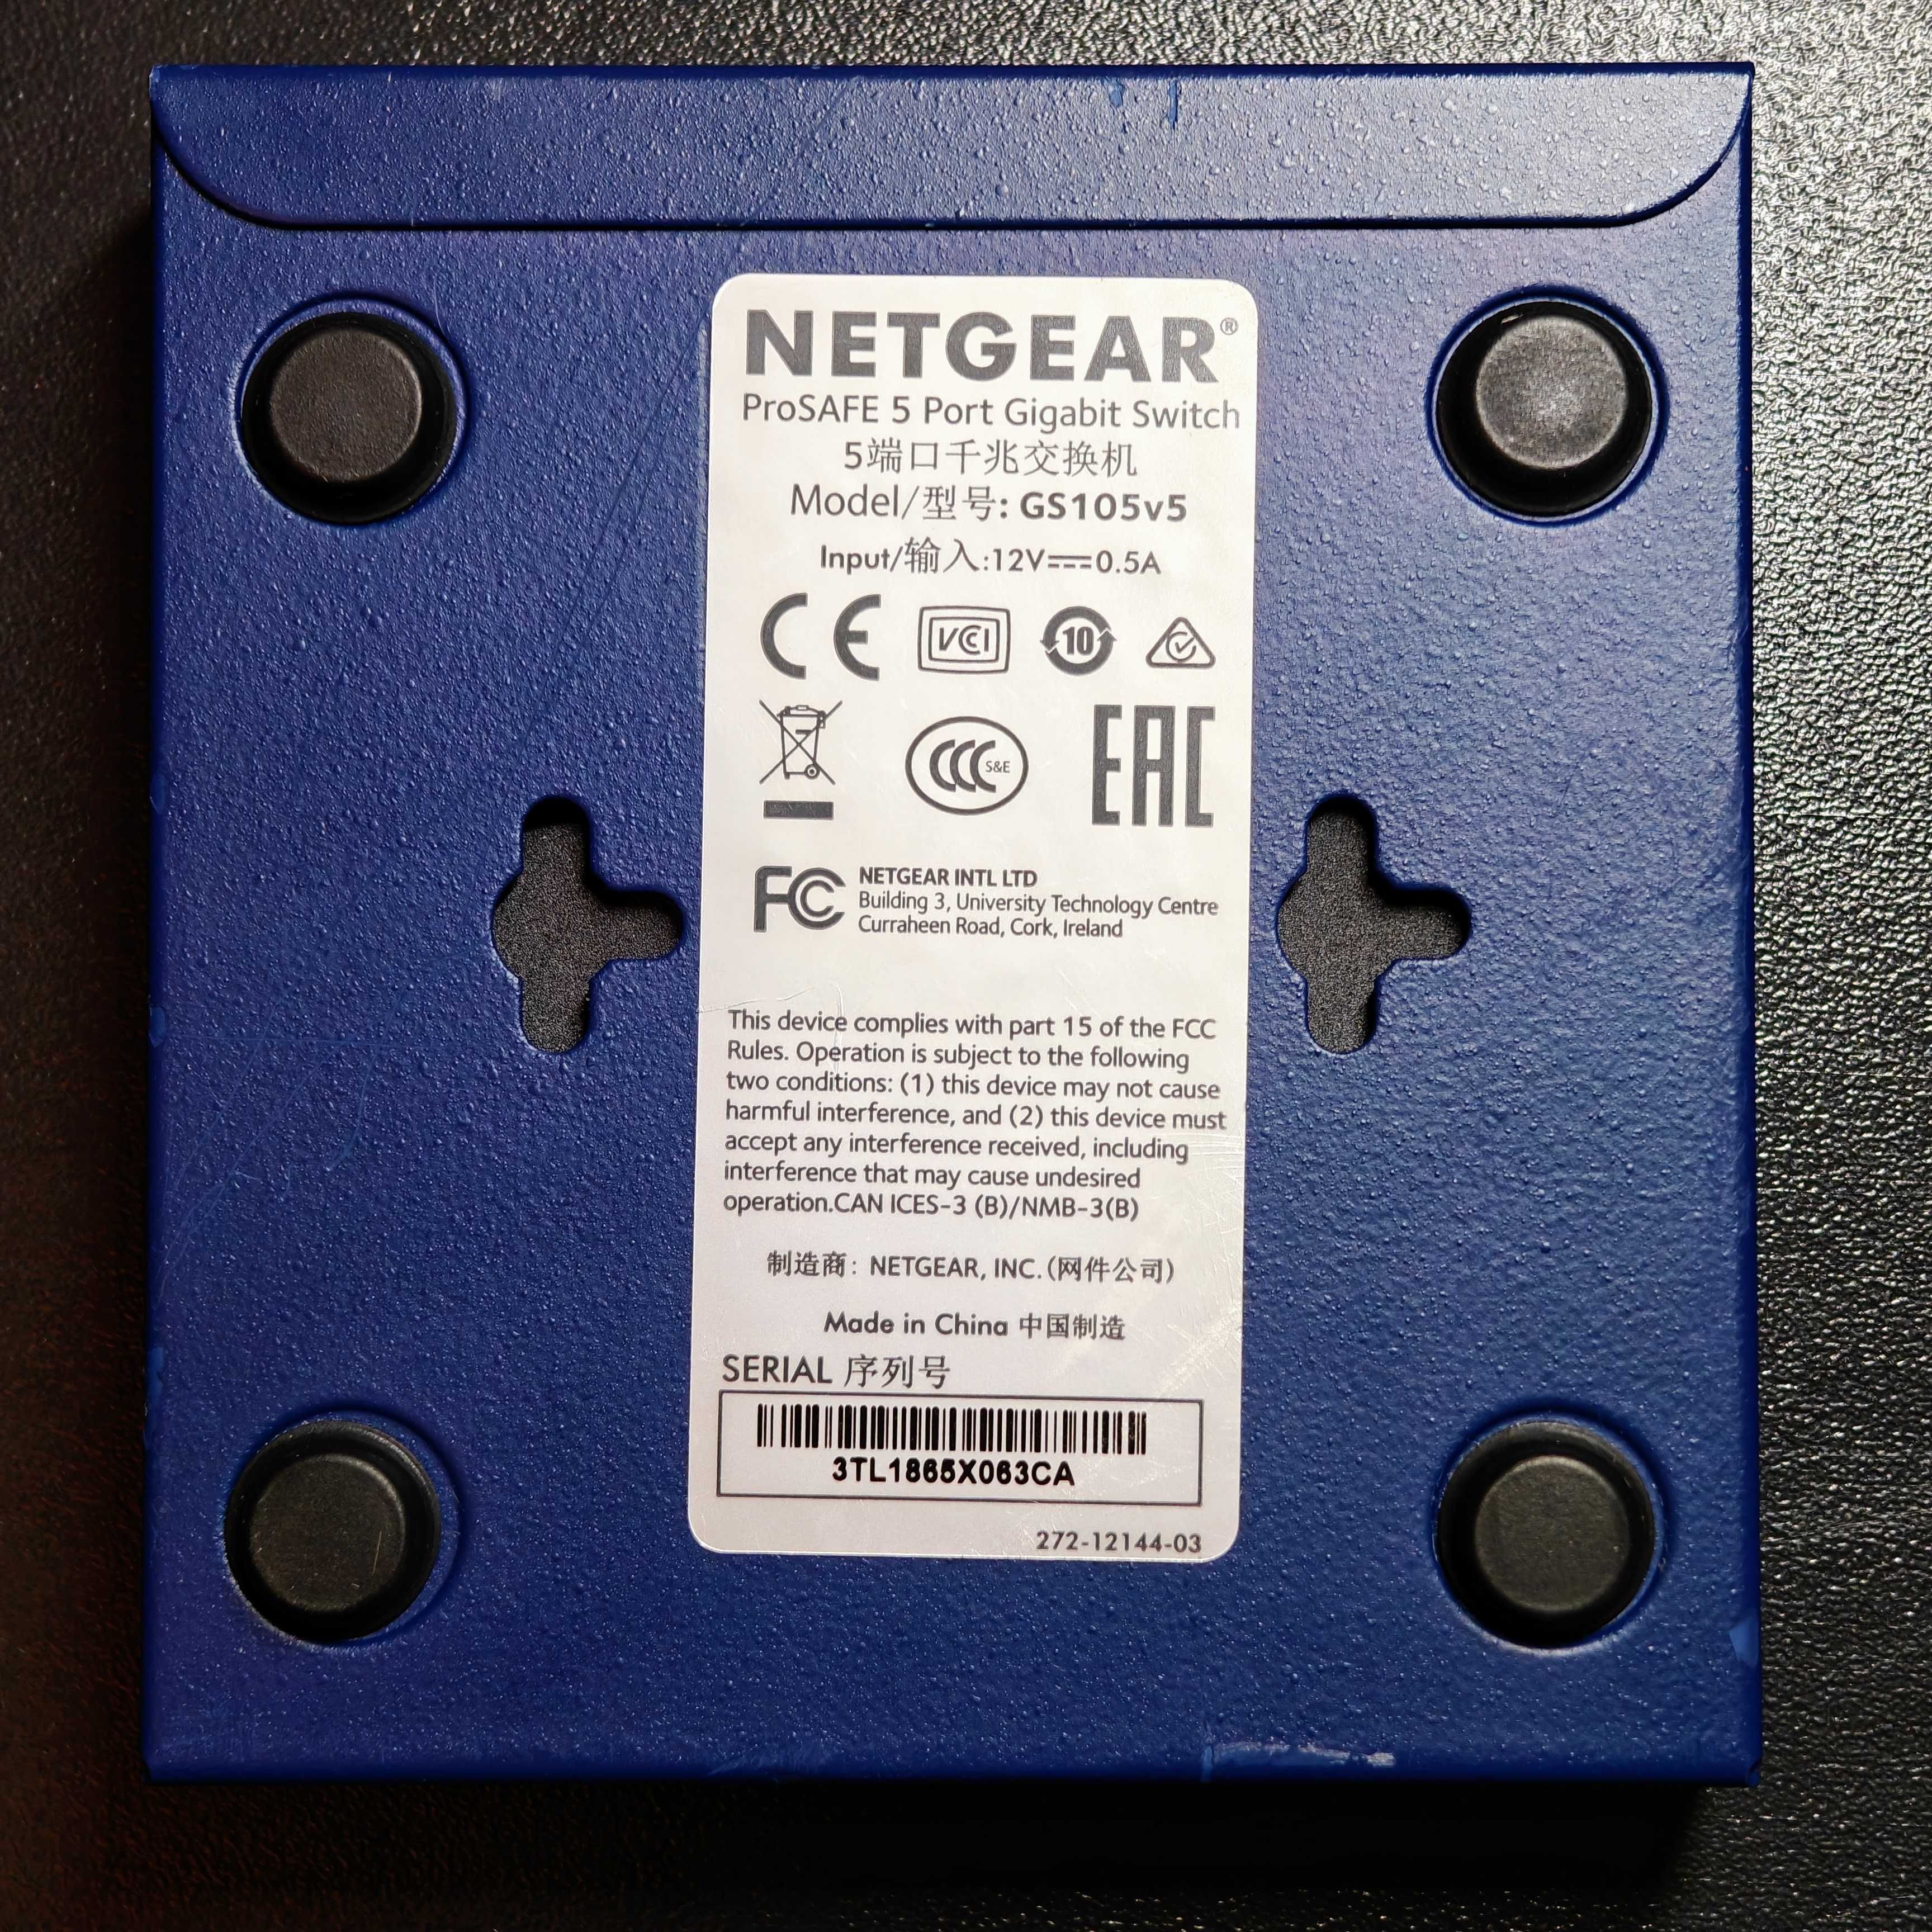 NETGEAR®
ProSAFE 5 Port Gigabit Switch
5端口千兆交换机
Model/型号: GS105v5
Input/输入:12V⎓0.5A
CE VCCI 10
CCC S&E EAC
FC NETGEAR INTL LTD
Building 3, University Technology Centre
Curraheen Road, Cork, Ireland
This device complies with part 15 of the FCC
Rules. Operation is subject to the following
two conditions: (1) this device may not cause
harmful interference, and (2) this device must
accept any interference received, including
interference that may cause undesired
operation.CAN ICES-3 (B)/NMB-3(B)
制造商: NETGEAR, INC.(网件公司)
Made in China 中国制造
SERIAL 序列号
3TL1865X063CA
272-12144-03